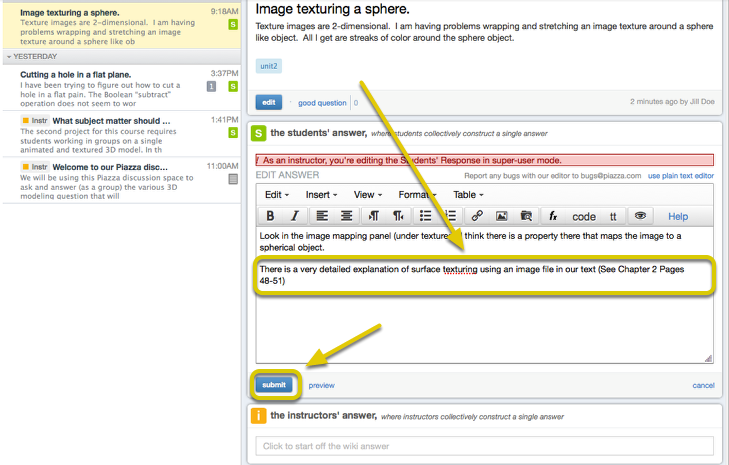 Image texturing a sphere. 9:18AM
Texture images are 2-dimensional. I am having S
problems wrapping and stretching an image
texture around a sphere like ob
YESTERDAY
Cutting a hole in a flat plane. 3:37PM
I have been trying to figure out how to cut a 1 S
hole in a flat pain. The Boolean "subtract"
operation does not seem to wor
Instr What subject matter should ... 1:41PM
The second project for this course requires S
students working in groups on a single
animated and textured 3D model. In th
Instr Welcome to our Piazza disc... 11:00AM
We will be using this Piazza discussion space to
ask and answer (as a group) the various 3D
modeling question that will
Image texturing a sphere.
Texture images are 2-dimensional. I am having problems wrapping and stretching an image texture around a sphere
like object. All I get are streaks of color around the sphere object.
unit2
edit · good question 0 2 minutes ago by Jill Doe
S the students' answer, where students collectively construct a single answer
/ As an instructor, you're editing the Students' Response in super-user mode.
EDIT ANSWER Report any bugs with our editor to bugs@piazza.com use plain text editor
Edit Insert View Format Table
B I fx code tt Help
Look in the image mapping panel (under texture) I think there is a property there that maps the image to a
spherical object.
There is a very detailed explanation of surface texturing using an image file in our text (See Chapter 2 Pages
48-51)
submit preview cancel
i the instructors' answer, where instructors collectively construct a single answer
Click to start off the wiki answer